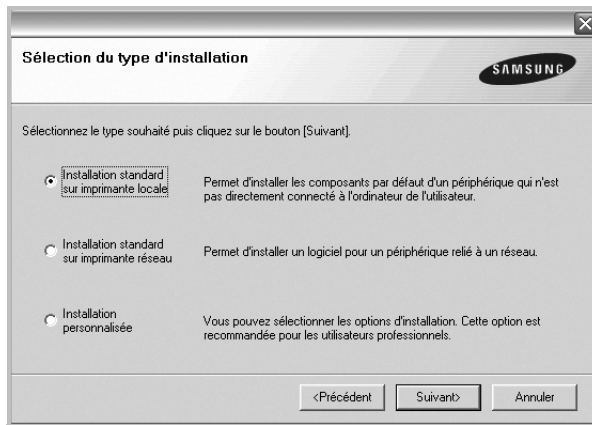 Sélection du type d'installation
SAMSUNG
Sélectionnez le type souhaité puis cliquez sur le bouton [Suivant].
Installation standard
sur imprimante locale
Permet d'installer les composants par défaut d'un périphérique qui n'est
pas directement connecté à l'ordinateur de l'utilisateur.
Installation standard
sur imprimante réseau
Permet d'installer un logiciel pour un périphérique relié à un réseau.
Installation
personnalisée
Vous pouvez sélectionner les options d'installation. Cette option est
recommandée pour les utilisateurs professionnels.
<Précédent
Suivant>
Annuler